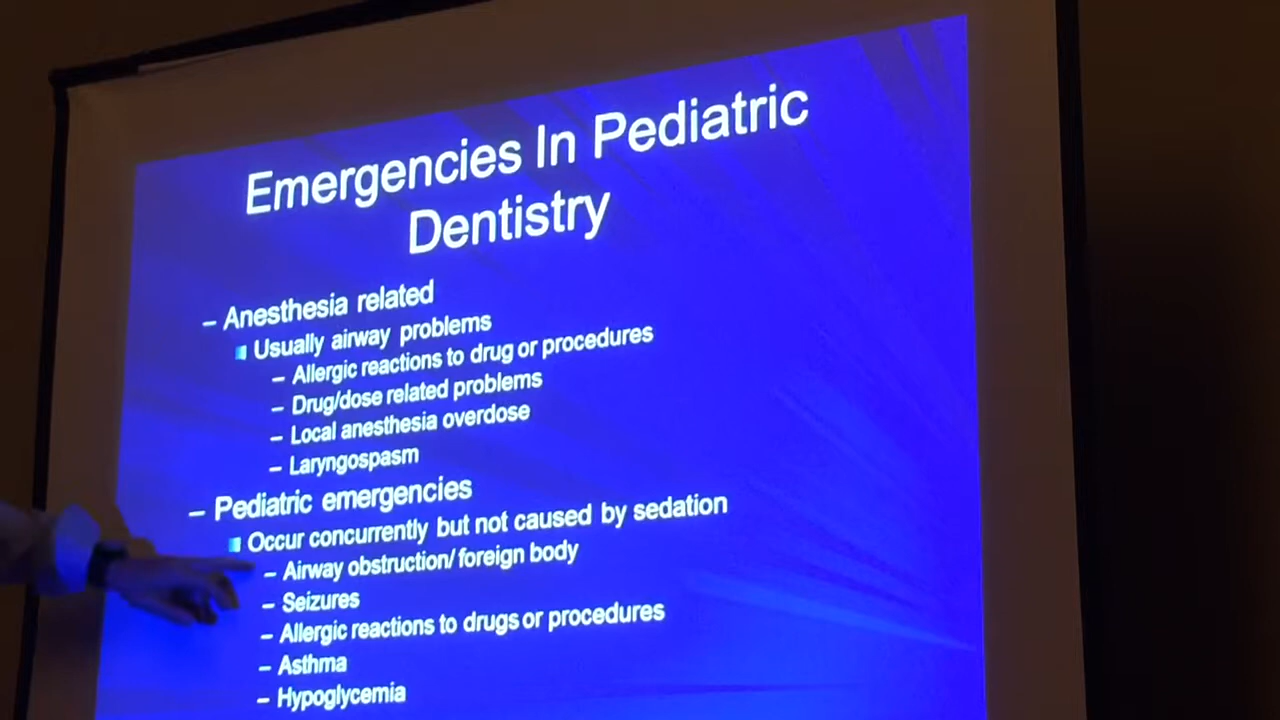 Emergencies In Pediatric
Dentistry
– Anesthesia related
Usually airway problems
– Allergic reactions to drug or procedures
– Drug/dose related problems
– Local anesthesia overdose
– Laryngospasm
– Pediatric emergencies
Occur concurrently but not caused by sedation
– Airway obstruction/ foreign body
– Seizures
– Allergic reactions to drugs or procedures
– Asthma
– Hypoglycemia